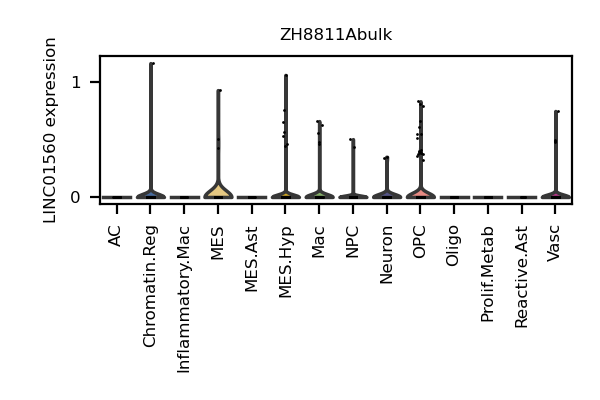 ZH8811Abulk
LINC01560 expression
1
0
AC
Chromatin.Reg
Inflammatory.Mac
MES
MES.Ast
MES.Hyp
Mac
NPC
Neuron
OPC
Oligo
Prolif.Metab
Reactive.Ast
Vasc